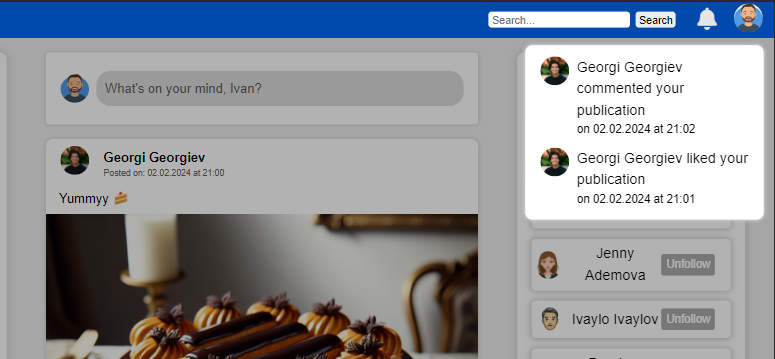 Search...
Search
What's on your mind, Ivan?
Georgi Georgiev
Posted on: 02.02.2024 at 21:00
Yummyy
Georgi Georgiev
commented your
publication
on 02.02.2024 at 21:02
Georgi Georgiev liked your
publication
on 02.02.2024 at 21:01
Jenny
Ademova
Unfollow
Ivaylo Ivaylov
Unfollow